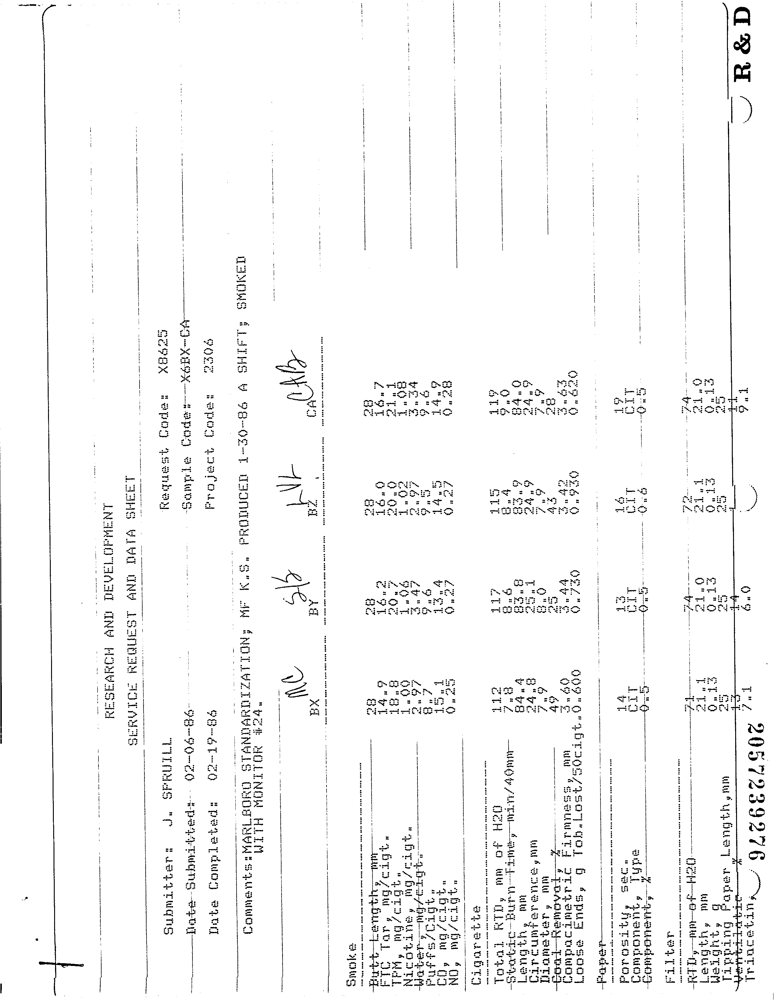 RESEARCH AND DEVELOPMENT
SERVICE REQUEST AND DATA SHEET
Submitter: J. SPRUILL Request Code: X8625
Date Submitted: 02-06-86 Sample Code: X6BX-CA
Date Completed: 02-19-86 Project Code: 2306
Comments:MARLBORO STANDARDIZATION; MF K.S. PRODUCED 1-30-86 A SHIFT; SMOKED
WITH MONITOR #24.
MC S/B LVL CAB
BX BY BZ CA
Smoke
Butt Length, mm 28 28 28 28
FTC Tar, mg/cigt. 14.9 16.2 16.0 16.7
TPM, mg/cigt. 18.8 20.7 20.0 21.1
Nicotine, mg/cigt. 1.00 1.06 1.02 1.08
Water, mg/cigt. 2.97 3.47 2.97 3.34
Puffs/Cigt. 8.7 9.6 9.5 9.6
CO, mg/cigt. 15.1 13.4 14.5 14.9
NO, mg/cigt. 0.25 0.27 0.27 0.28
Cigarette
Total RTD, mm of H2O 112 117 115 119
Static Burn Time, min/40mm 7.8 8.6 8.4 9.0
Length, mm 84.4 83.8 83.9 84.0
Circumference,mm 24.8 25.1 24.9 24.9
Diameter, mm 7.9 8.0 7.9 7.9
Coal Removal, % 49 25 43 28
Compacimetric Firmness, mm 3.60 3.44 3.42 3.63
Loose Ends, g Tob.Lost/50cigt. 0.600 0.730 0.930 0.620
Paper
Porosity, sec. 14 13 16 19
Component, Type CIT CIT CIT CIT
Component, % 0.5 0.5 0.6 0.5
Filter
RTD, mm of H2O 71 74 72 74
Length, mm 21.1 21.0 21.1 21.0
Weight, g 0.13 0.13 0.13 0.13
Tipping Paper Length,mm 25 25 25 25
Triacetin, 7.1 6.0 9.1
2057239276
R & D